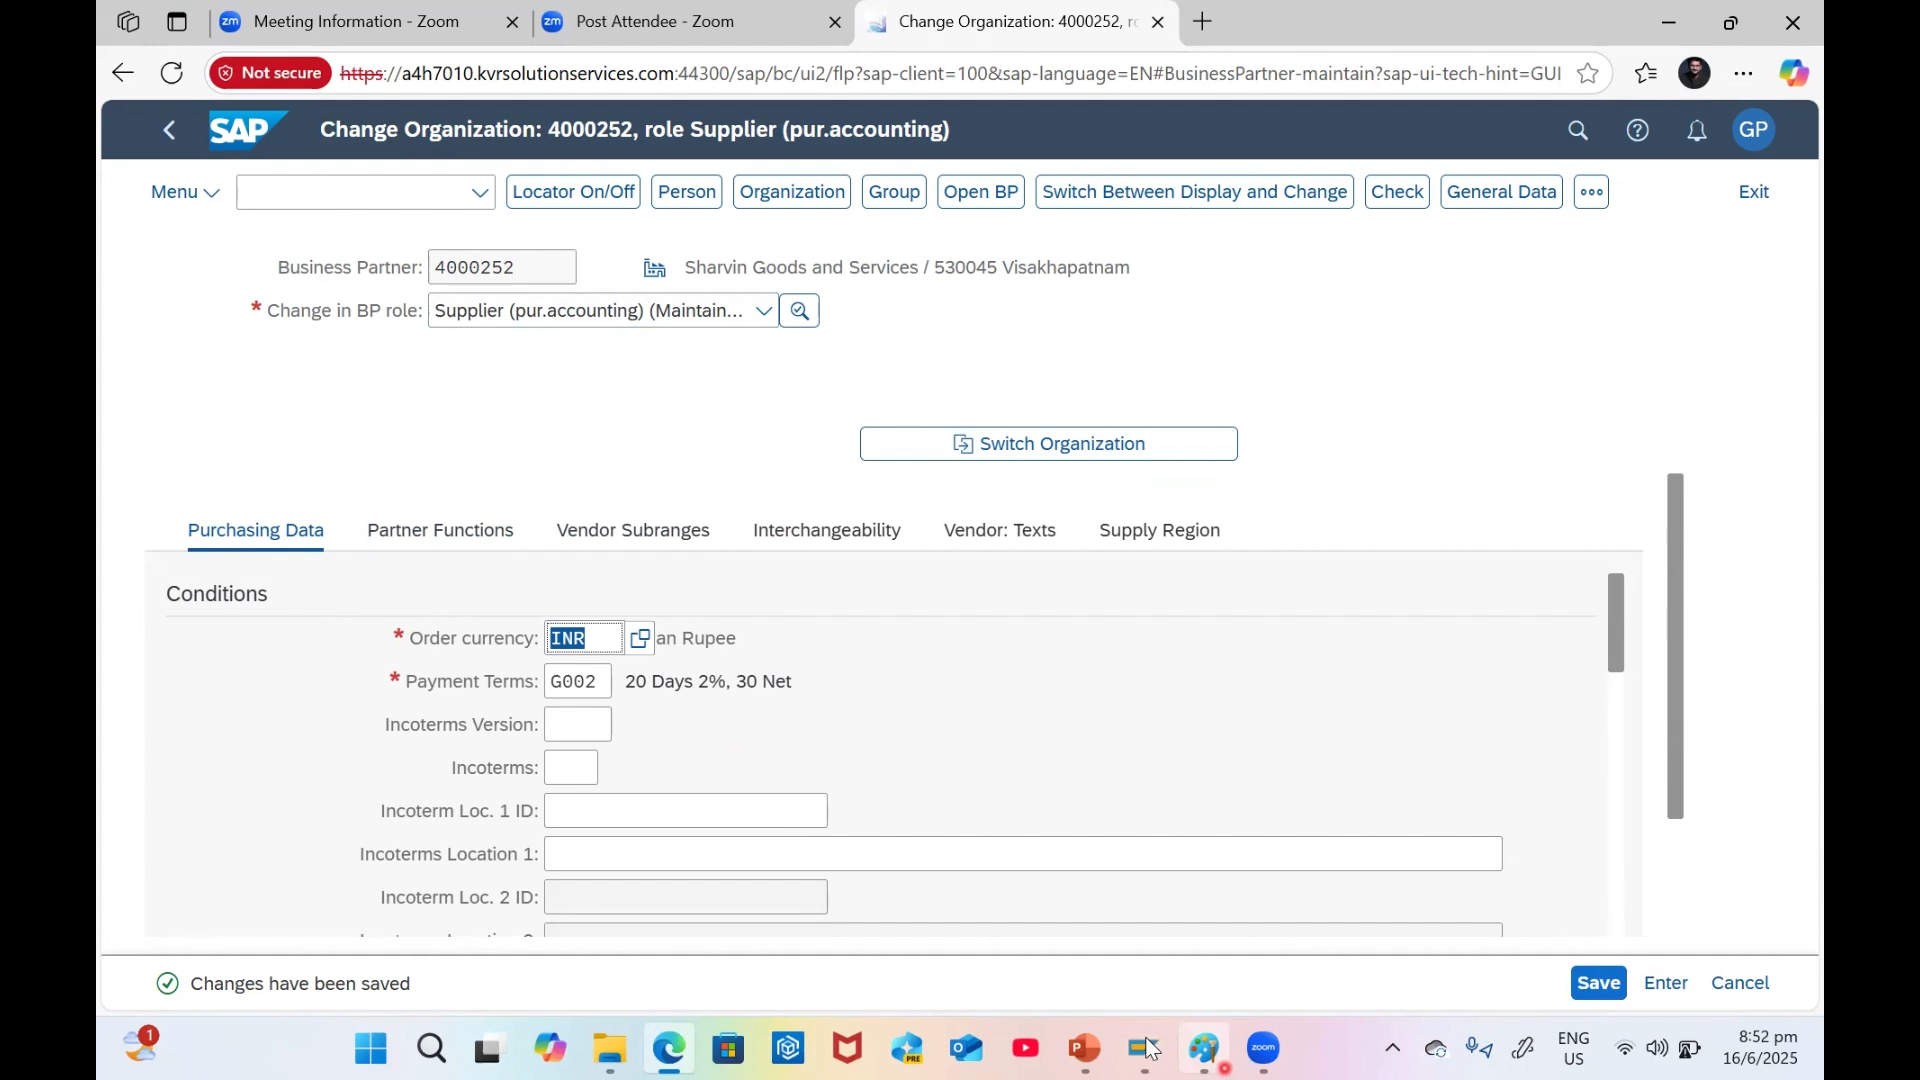 Meeting Information - Zoom
Post Attendee - Zoom
Change Organization: 4000252, r
Not secure
https://a4h7010.kvrsolutionservices.com:44300/sap/bc/ui2/flp?sap-client=100&sap-language=EN#BusinessPartner-maintain?sap-ui-tech-hint=GUI
SAP
Change Organization: 4000252, role Supplier (pur.accounting)
GP
Menu
Locator On/Off
Person
Organization
Group
Open BP
Switch Between Display and Change
Check
General Data
Exit
Business Partner: 4000252
Sharvin Goods and Services / 530045 Visakhapatnam
* Change in BP role: Supplier (pur.accounting) (Maintain...
Switch Organization
Purchasing Data
Partner Functions
Vendor Subranges
Interchangeability
Vendor: Texts
Supply Region
Conditions
* Order currency: INR an Rupee
* Payment Terms: G002 20 Days 2%, 30 Net
Incoterms Version:
Incoterms:
Incoterm Loc. 1 ID:
Incoterms Location 1:
Incoterm Loc. 2 ID:
Changes have been saved
Save
Enter
Cancel
1
PRE
zoom
ENG
US
8:52 pm
16/6/2025